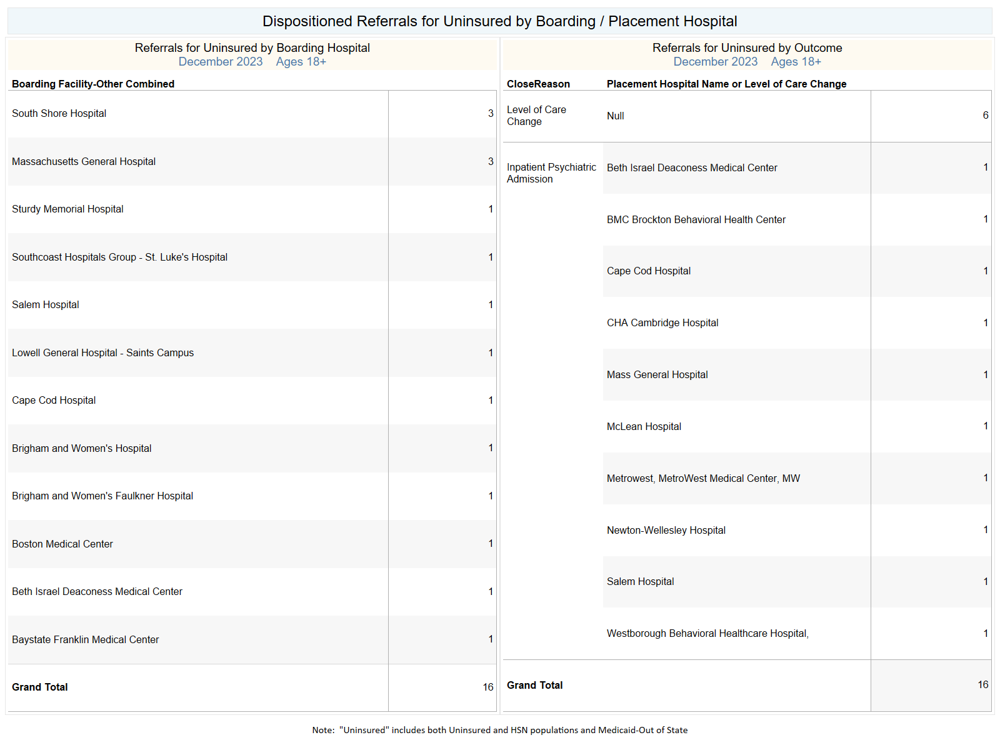 Dispositioned Referrals for Uninsured by Boarding / Placement Hospital
Referrals for Uninsured by Boarding Hospital
December 2023 Ages 18+
Boarding Facility-Other Combined
South Shore Hospital 3
Massachusetts General Hospital 3
Sturdy Memorial Hospital 1
Southcoast Hospitals Group - St. Luke's Hospital 1
Salem Hospital 1
Lowell General Hospital - Saints Campus 1
Cape Cod Hospital 1
Brigham and Women's Hospital 1
Brigham and Women's Faulkner Hospital 1
Boston Medical Center 1
Beth Israel Deaconess Medical Center 1
Baystate Franklin Medical Center 1
Grand Total 16
Referrals for Uninsured by Outcome
December 2023 Ages 18+
CloseReason Placement Hospital Name or Level of Care Change
Level of Care
Change
Null 6
Inpatient Psychiatric
Admission
Beth Israel Deaconess Medical Center 1
BMC Brockton Behavioral Health Center 1
Cape Cod Hospital 1
CHA Cambridge Hospital 1
Mass General Hospital 1
McLean Hospital 1
Metrowest, MetroWest Medical Center, MW 1
Newton-Wellesley Hospital 1
Salem Hospital 1
Westborough Behavioral Healthcare Hospital, 1
Grand Total 16
Note: "Uninsured" includes both Uninsured and HSN populations and Medicaid-Out of State